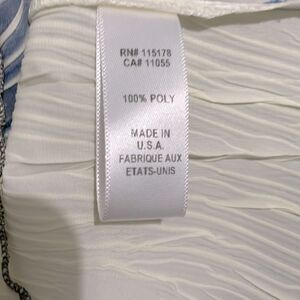 RN# 115178
CA# 11055
100% POLY
MADE IN
U.S.A.
FABRIQUE AUX
ETATS-UNIS